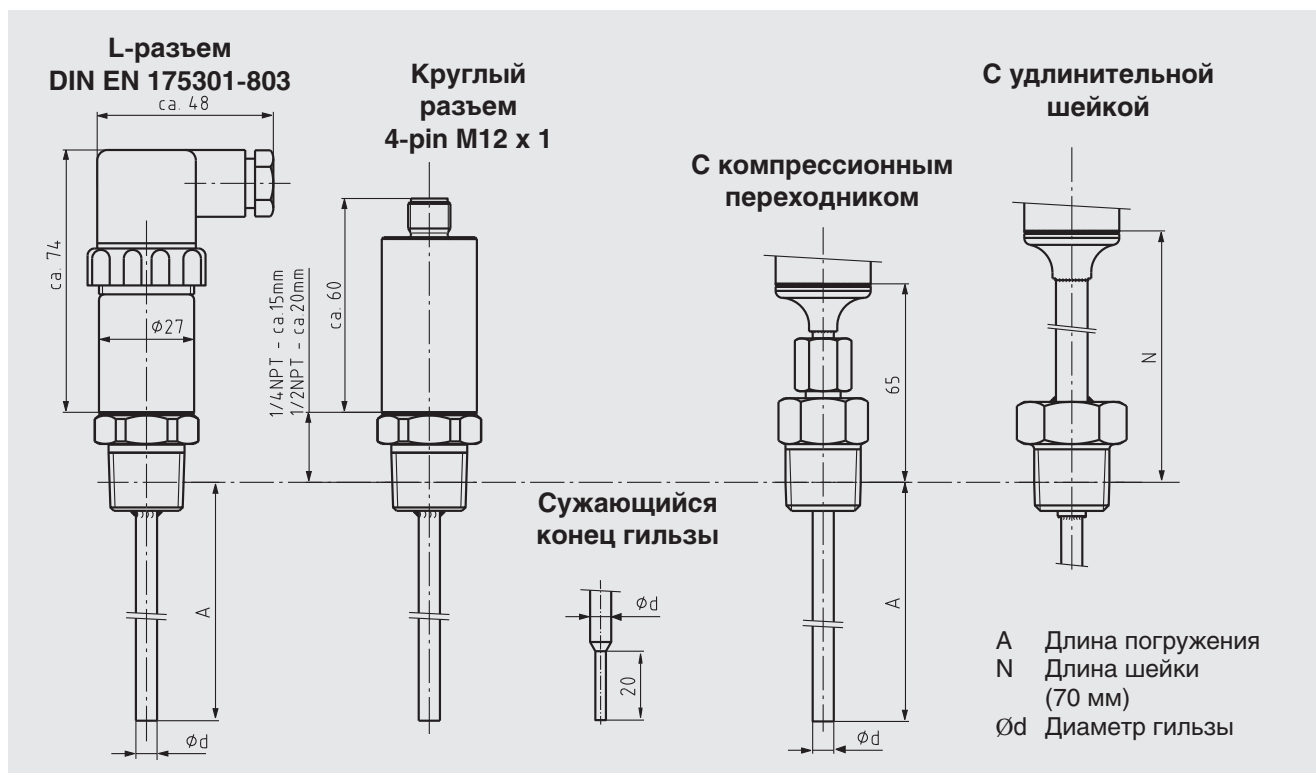 L-разъем
DIN EN 175301-803
ca. 48
ca. 74
Ø27
A
Ød
Круглый
разъем
4-pin M12 x 1
1/4NPT - ca.15mm
1/2NPT - ca.20mm
ca. 60
Сужающийся
конец гильзы
Ød
20
С компрессионным
переходником
65
A
Ød
С удлинительной
шейкой
N
A Длина погружения
N Длина шейки
(70 мм)
Ød Диаметр гильзы